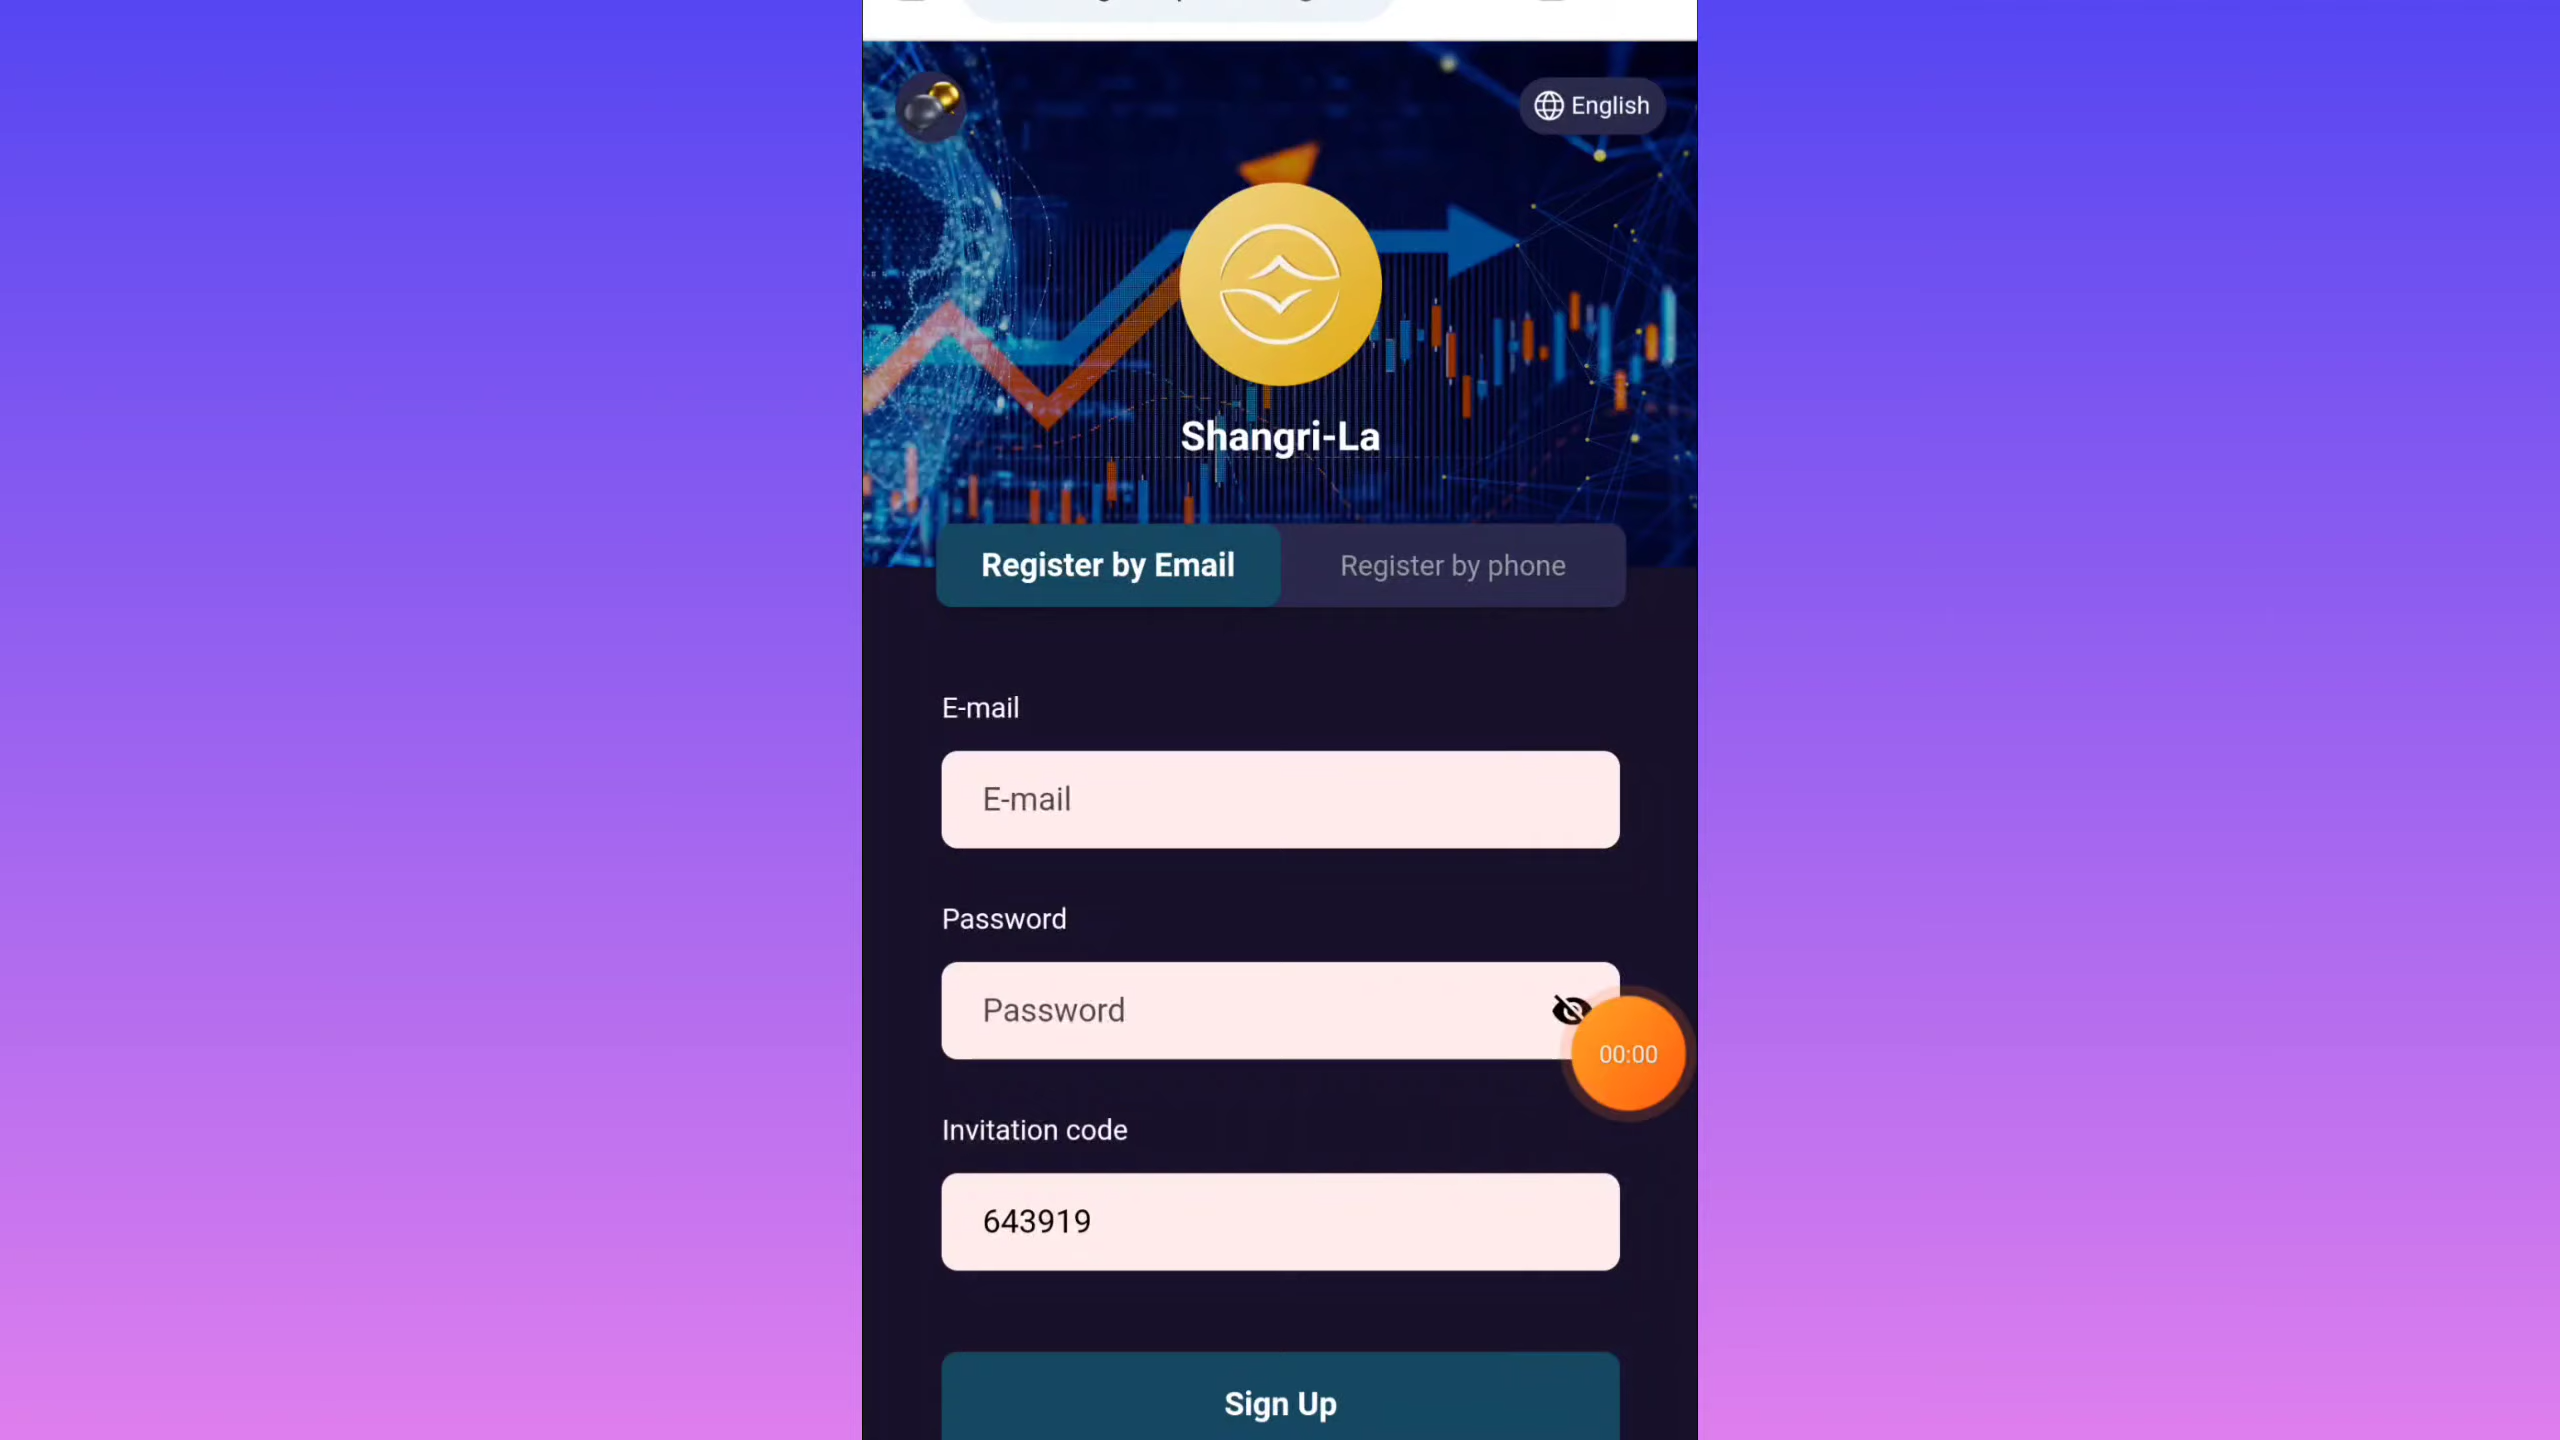 English
Shangri-La
Register by Email
Register by phone
E-mail
E-mail
Password
Password
00:00
Invitation code
643919
Sign Up